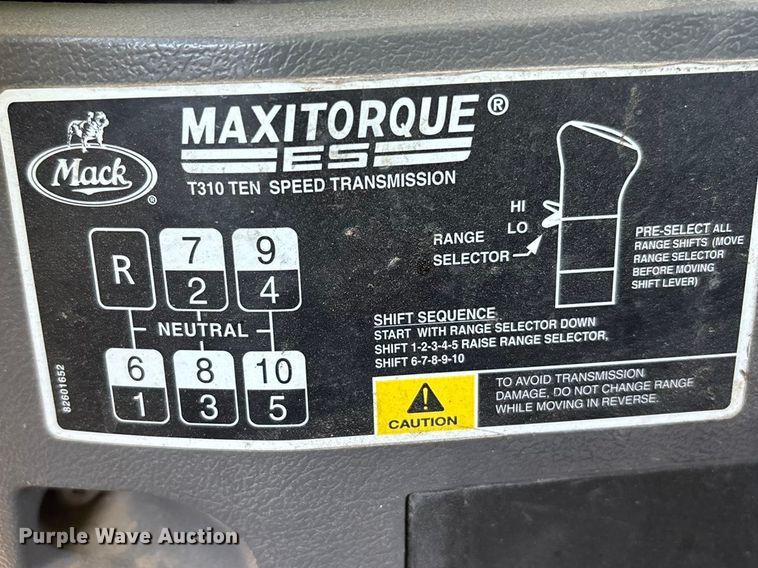 Mack ®
MAXITORQUE®
ES
T310 TEN SPEED TRANSMISSION
R 7 9
2 4
NEUTRAL
6 8 10
1 3 5
82601652
HI
LO
RANGE
SELECTOR
PRE-SELECT ALL
RANGE SHIFTS (MOVE
RANGE SELECTOR
BEFORE MOVING
SHIFT LEVER)
SHIFT SEQUENCE
START WITH RANGE SELECTOR DOWN
SHIFT 1-2-3-4-5 RAISE RANGE SELECTOR,
SHIFT 6-7-8-9-10
CAUTION
TO AVOID TRANSMISSION
DAMAGE, DO NOT CHANGE RANGE
WHILE MOVING IN REVERSE.
Purple Wave Auction